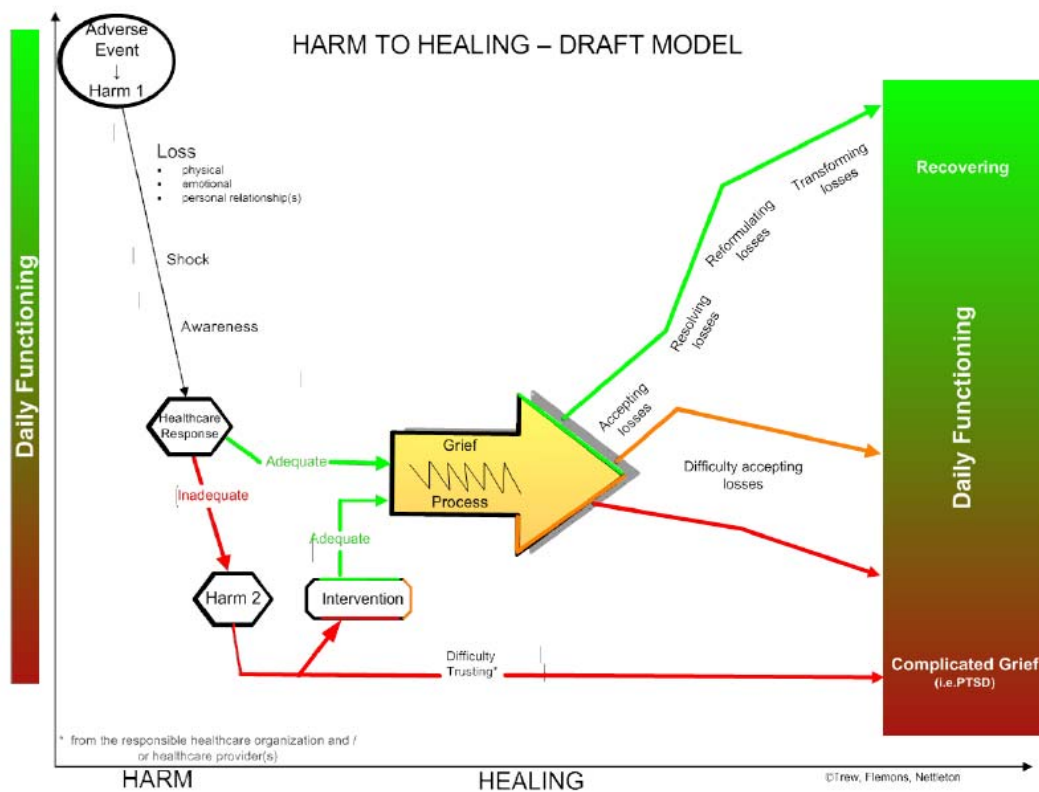 HARM TO HEALING – DRAFT MODEL
Adverse
Event
↓
Harm 1
Loss
• physical
• emotional
• personal relationship(s)
Shock
Awareness
Healthcare
Response
Adequate
Inadequate
Harm 2
Adequate
Intervention
Grief
Process
Difficulty
Trusting*
Accepting
losses
Resolving
losses
Reformulating
losses
Transforming
losses
Difficulty accepting
losses
Daily Functioning
Recovering
Daily Functioning
Complicated Grief
(i.e.PTSD)
* from the responsible healthcare organization and /
or healthcare provider(s)
HARM
HEALING
©Trew, Flemons, Nettleton